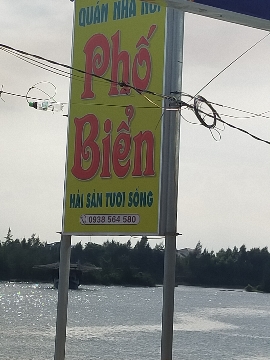 QUÁN NHÀ NỔI
Phố
Biển
HẢI SẢN TƯƠI SỐNG
0938 564 580